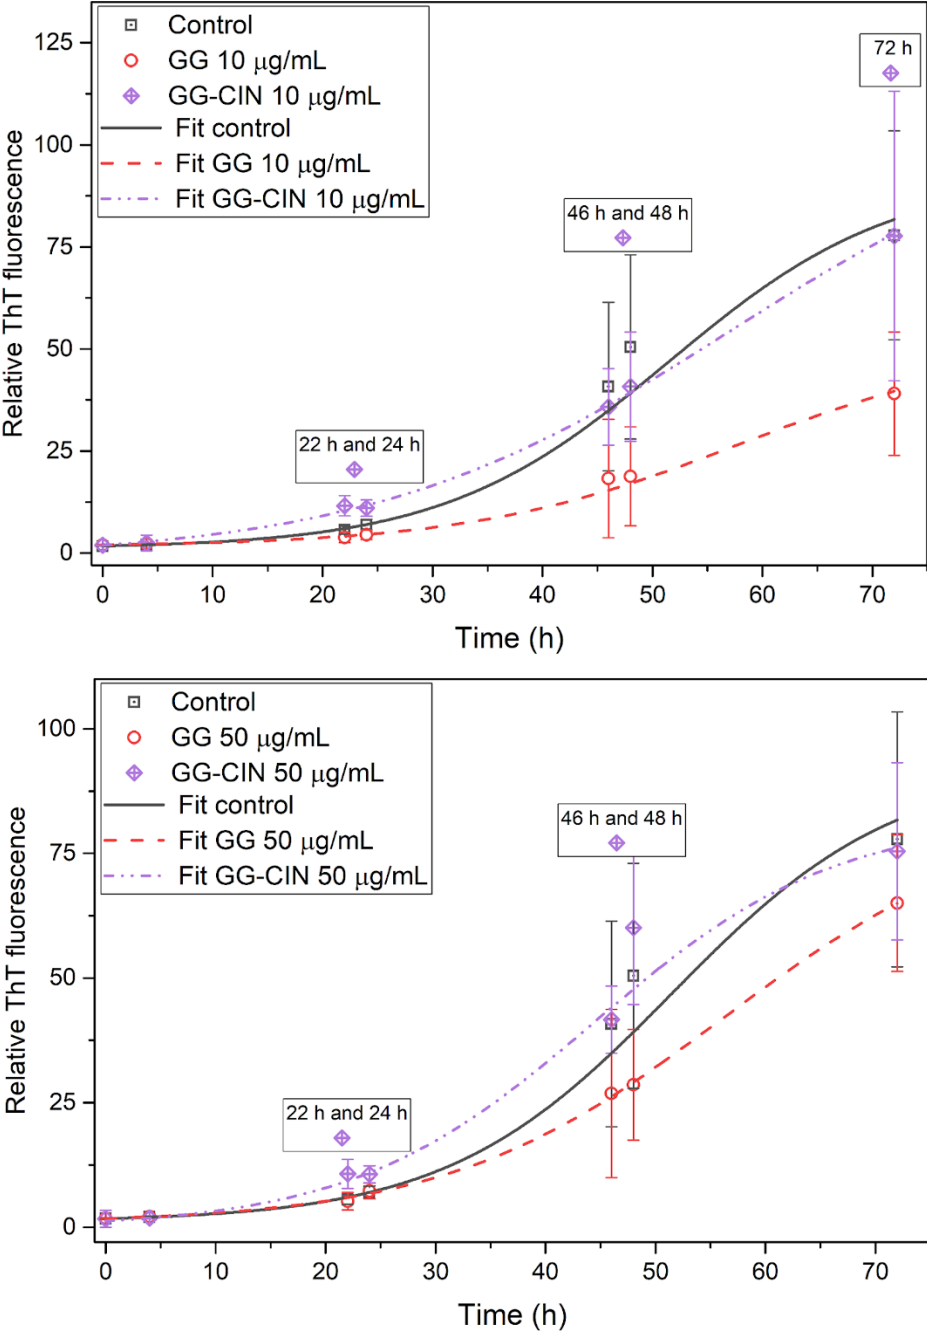 Control
GG 10 μg/mL
GG-CIN 10 μg/mL
Fit control
Fit GG 10 μg/mL
Fit GG-CIN 10 μg/mL
72 h
46 h and 48 h
22 h and 24 h
125
100
75
50
25
0
Relative ThT fluorescence
0 10 20 30 40 50 60 70
Time (h)
Control
GG 50 μg/mL
GG-CIN 50 μg/mL
Fit control
Fit GG 50 μg/mL
Fit GG-CIN 50 μg/mL
46 h and 48 h
22 h and 24 h
100
75
50
25
0
Relative ThT fluorescence
0 10 20 30 40 50 60 70
Time (h)